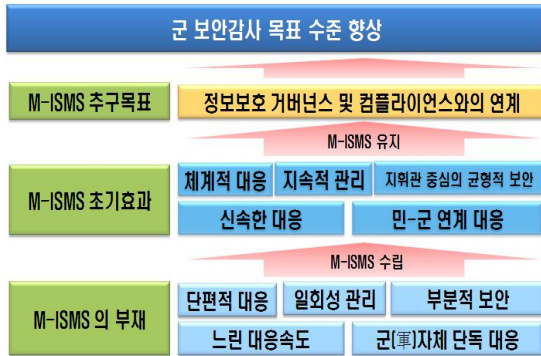 군 보안감사 목표 수준 향상
M-ISMS 추구목표
정보보호 거버넌스 및 컴플라이언스와의 연계
M-ISMS 유지
M-ISMS 초기효과
체계적 대응
지속적 관리
지휘관 중심의 균형적 보안
신속한 대응
민-군 연계 대응
M-ISMS 수립
M-ISMS 의 부재
단편적 대응
일회성 관리
부분적 보안
느린 대응속도
군(軍)자체 단독 대응